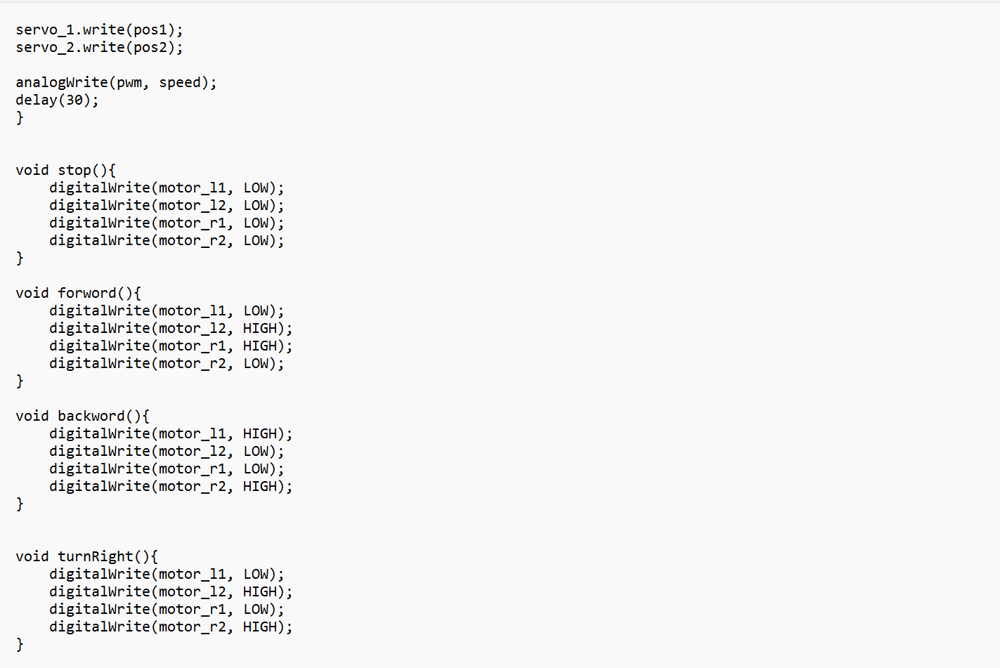 servo_1.write(pos1);
servo_2.write(pos2);
analogWrite(pwm, speed);
delay(30);
}
void stop(){
    digitalWrite(motor_l1, LOW);
    digitalWrite(motor_l2, LOW);
    digitalWrite(motor_r1, LOW);
    digitalWrite(motor_r2, LOW);
}
void forword(){
    digitalWrite(motor_l1, LOW);
    digitalWrite(motor_l2, HIGH);
    digitalWrite(motor_r1, HIGH);
    digitalWrite(motor_r2, LOW);
}
void backword(){
    digitalWrite(motor_l1, HIGH);
    digitalWrite(motor_l2, LOW);
    digitalWrite(motor_r1, LOW);
    digitalWrite(motor_r2, HIGH);
}
void turnRight(){
    digitalWrite(motor_l1, LOW);
    digitalWrite(motor_l2, HIGH);
    digitalWrite(motor_r1, LOW);
    digitalWrite(motor_r2, HIGH);
}